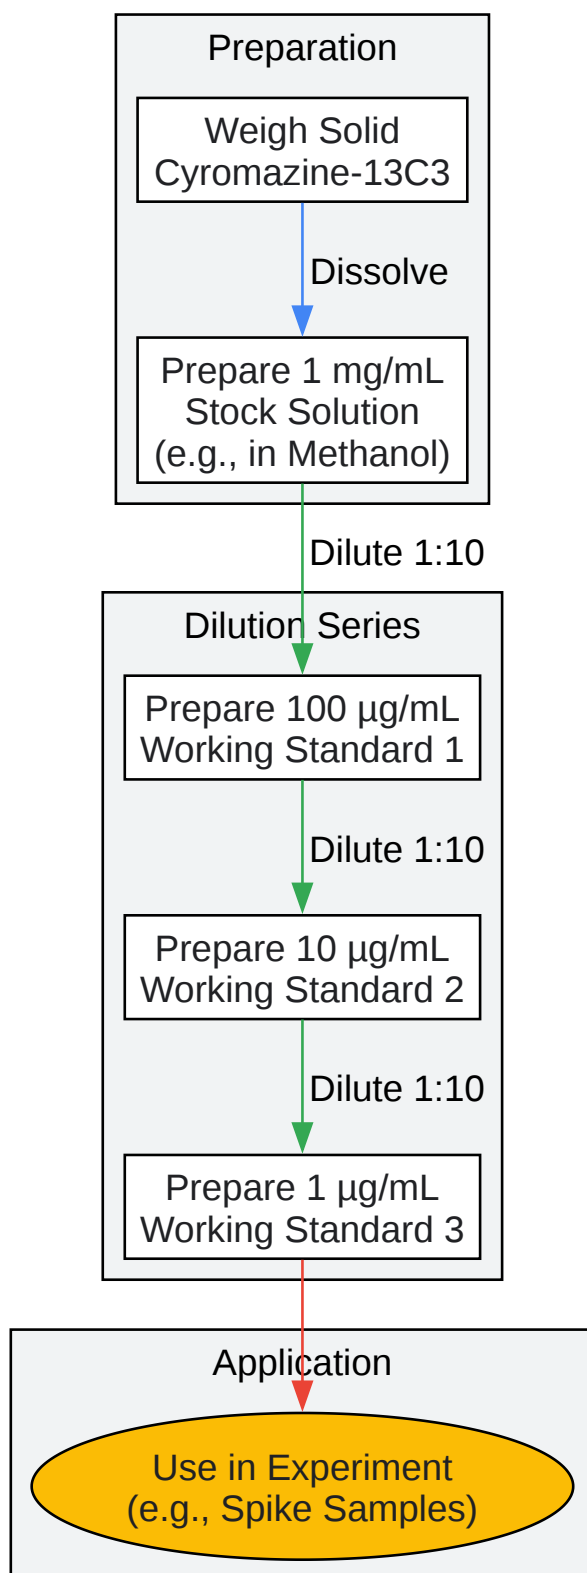 Preparation
Weigh Solid
Cyromazine-13C3
Dissolve
Prepare 1 mg/mL
Stock Solution
(e.g., in Methanol)
Dilute 1:10
Dilution Series
Prepare 100 µg/mL
Working Standard 1
Dilute 1:10
Prepare 10 µg/mL
Working Standard 2
Dilute 1:10
Prepare 1 µg/mL
Working Standard 3
Application
Use in Experiment
(e.g., Spike Samples)